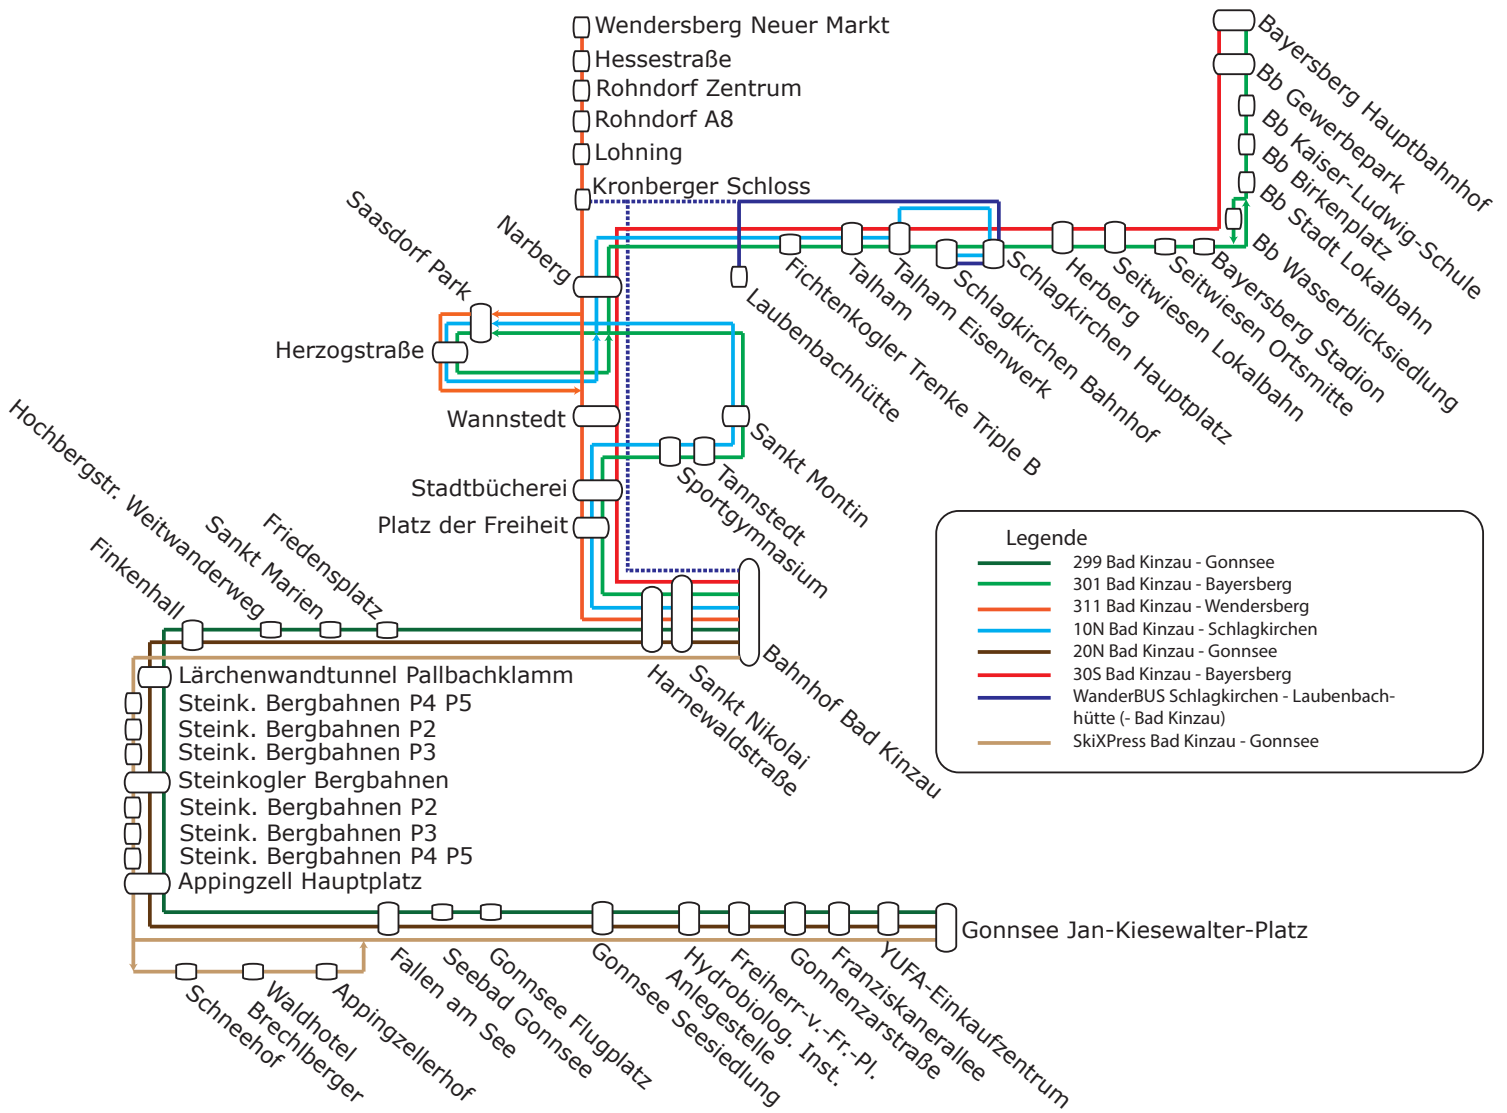 Wendersberg Neuer Markt
Hessestraße
Rohndorf Zentrum
Rohndorf A8
Lohning
Kronberger Schloss
Saasdorf Park
Narberg
Herzogstraße
Wannstedt
Stadtbücherei
Platz der Freiheit
Bayersberg Hauptbahnhof
Bb Gewerbepark
Bb Kaiser-Ludwig-Schule
Bb Birkenplatz
Bb Stadt Lokalbahn
Bb Wasserblicksiedlung
Bayersberg Stadion
Seitwiesen Ortsmitte
Seitwiesen Lokalbahn
Herberg
Schlagkirchen Hauptplatz
Schlagkirchen Bahnhof
Talham Eisenwerk
Talham
Fichtenkogler Trenke Triple B
Laubenbachhütte
Sankt Montin
Tannstedt
Sportgymnasium
Hochbergstr. Weitwanderweg
Finkenhall
Sankt Marien
Friedensplatz
Harnewaldstraße
Sankt Nikolai
Bahnhof Bad Kinzau
Lärchenwandtunnel Pallbachklamm
Steink. Bergbahnen P4 P5
Steink. Bergbahnen P2
Steink. Bergbahnen P3
Steinkogler Bergbahnen
Steink. Bergbahnen P2
Steink. Bergbahnen P3
Steink. Bergbahnen P4 P5
Appingzell Hauptplatz
Schneehof
Waldhotel
Brechlberger
Appingzellerhof
Fallen am See
Seebad Gonnsee
Gonnsee Flugplatz
Gonnsee Seesiedlung
Hydrobiolog. Inst.
Anlegestelle
Freiherr-v.-Fr.-Pl.
Gonnenzarstraße
Franziskanerallee
YUFA-Einkaufzentrum
Gonnsee Jan-Kiesewalter-Platz
Legende
299 Bad Kinzau - Gonnsee
301 Bad Kinzau - Bayersberg
311 Bad Kinzau - Wendersberg
10N Bad Kinzau - Schlagkirchen
20N Bad Kinzau - Gonnsee
30S Bad Kinzau - Bayersberg
WanderBUS Schlagkirchen - Laubenbach-
hütte (- Bad Kinzau)
SkiXPress Bad Kinzau - Gonnsee